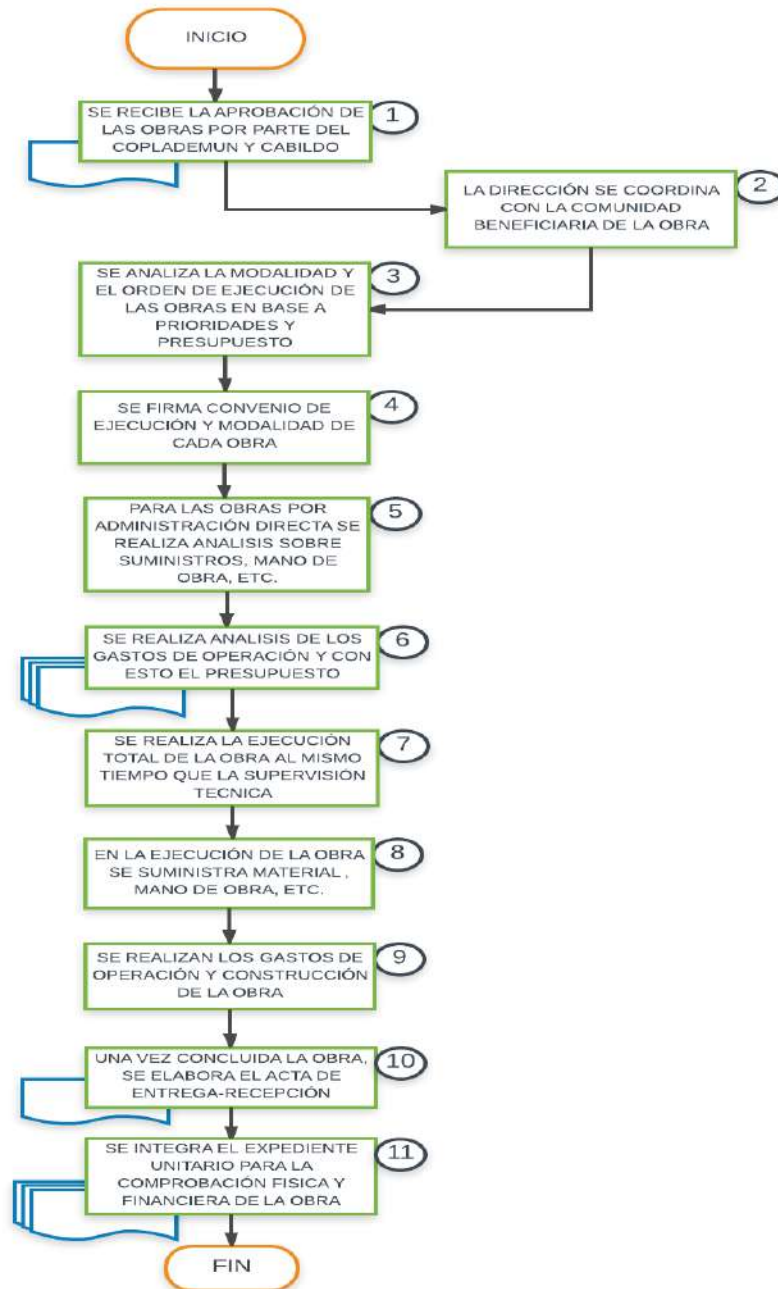 INICIO
1
SE RECIBE LA APROBACIÓN DE
LAS OBRAS POR PARTE DEL
COPLADEMUN Y CABILDO
2
LA DIRECCIÓN SE COORDINA
CON LA COMUNIDAD
BENEFICIARIA DE LA OBRA
3
SE ANALIZA LA MODALIDAD Y
EL ORDEN DE EJECUCIÓN DE
LAS OBRAS EN BASE A
PRIORIDADES Y
PRESUPUESTO
4
SE FIRMA CONVENIO DE
EJECUCIÓN Y MODALIDAD DE
CADA OBRA
5
PARA LAS OBRAS POR
ADMINISTRACIÓN DIRECTA SE
REALIZA ANALISIS SOBRE
SUMINISTROS, MANO DE
OBRA, ETC.
6
SE REALIZA ANALISIS DE LOS
GASTOS DE OPERACIÓN Y CON
ESTO EL PRESUPUESTO
7
SE REALIZA LA EJECUCIÓN
TOTAL DE LA OBRA AL MISMO
TIEMPO QUE LA SUPERVISIÓN
TECNICA
8
EN LA EJECUCIÓN DE LA OBRA
SE SUMINISTRA MATERIAL ,
MANO DE OBRA, ETC.
9
SE REALIZAN LOS GASTOS DE
OPERACIÓN Y CONSTRUCCIÓN
DE LA OBRA
10
UNA VEZ CONCLUIDA LA OBRA,
SE ELABORA EL ACTA DE
ENTREGA-RECEPCIÓN
11
SE INTEGRA EL EXPEDIENTE
UNITARIO PARA LA
COMPROBACIÓN FISICA Y
FINANCIERA DE LA OBRA
FIN